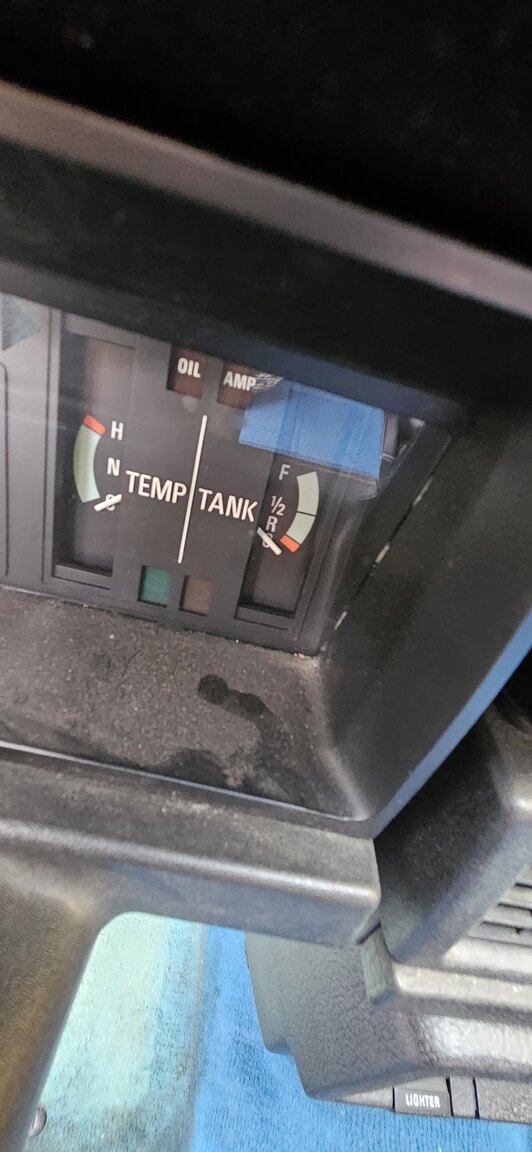 OIL
AMP
H
N
TEMP
TANK
F
1/2
R
LIGHTER